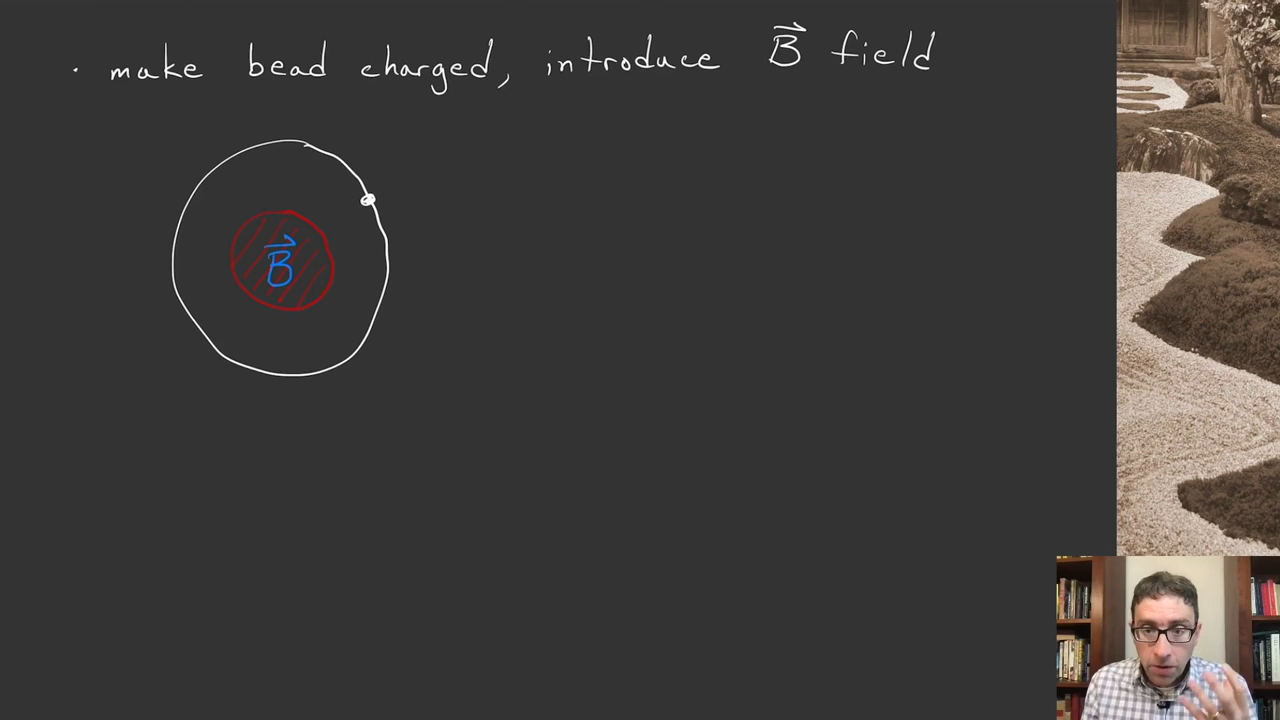 · make bead charged, introduce B⃗ field
B⃗